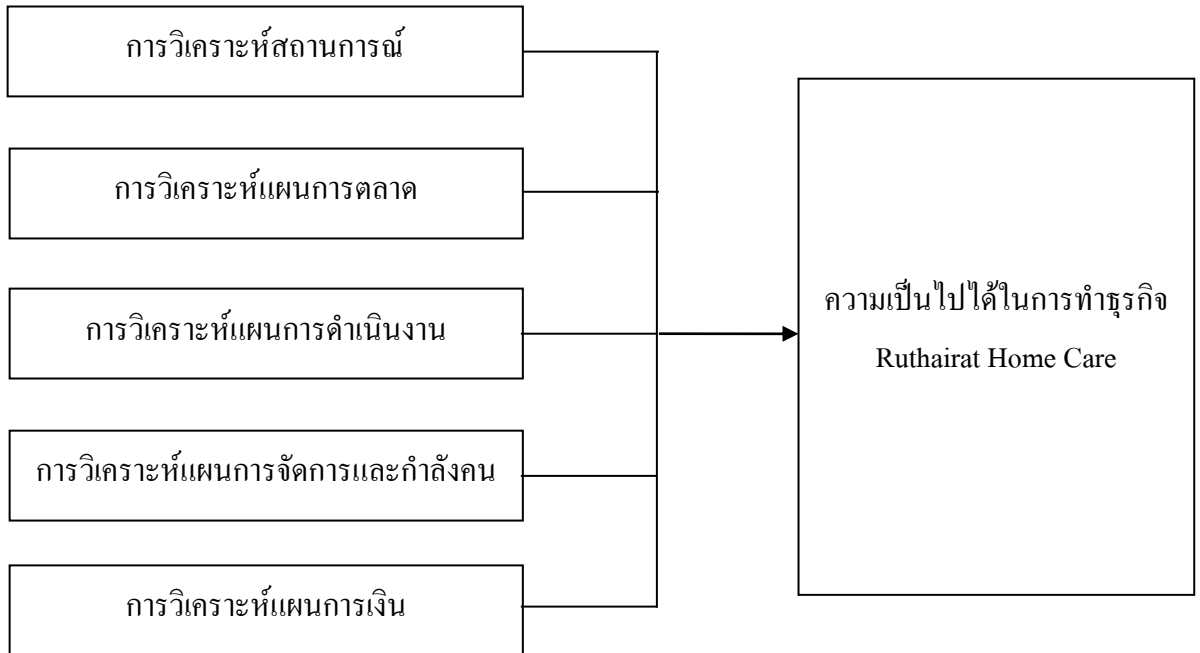 การวิเคราะห์สถานการณ์
การวิเคราะห์แผนการตลาด
การวิเคราะห์แผนการดำเนินงาน
การวิเคราะห์แผนการจัดการและกำลังคน
การวิเคราะห์แผนการเงิน
ความเป็นไปได้ในการทำธุรกิจ
Ruthairat Home Care